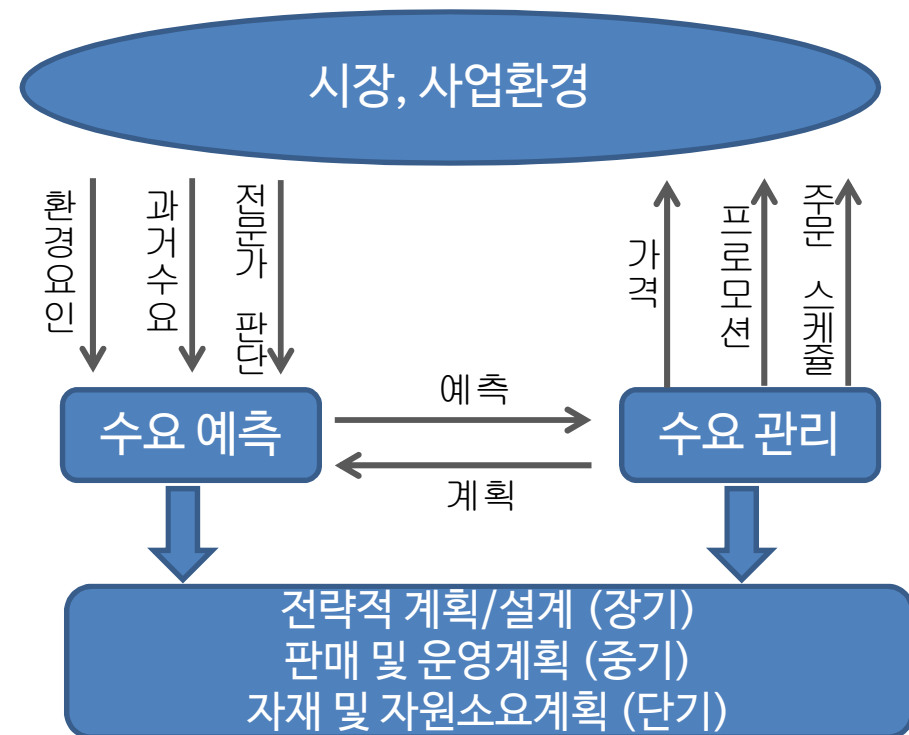 시장, 사업환경
환경요인
과거수요
전문가 판단
가격
프로모션
주문 스케쥴
예측
수요 예측
수요 관리
계획
전략적 계획/설계 (장기)
판매 및 운영계획 (중기)
자재 및 자원소요계획 (단기)